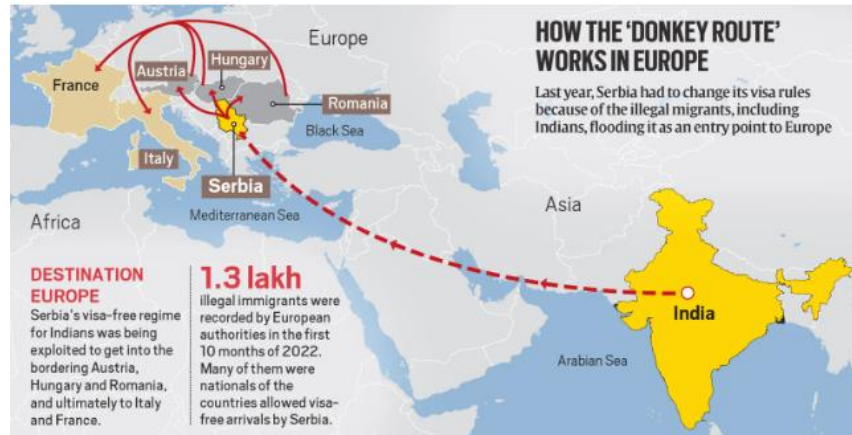 HOW THE ‘DONKEY ROUTE’
WORKS IN EUROPE
Last year, Serbia had to change its visa rules
because of the illegal migrants, including
Indians, flooding it as an entry point to Europe
Europe
Hungary
Austria
France
Romania
Black Sea
Italy
Serbia
Mediterranean Sea
Africa
Asia
India
Arabian Sea
DESTINATION
EUROPE
Serbia’s visa-free regime
for Indians was being
exploited to get into the
bordering Austria,
Hungary and Romania,
and ultimately to Italy
and France.
1.3 lakh
illegal immigrants were
recorded by European
authorities in the first
10 months of 2022.
Many of them were
nationals of the
countries allowed visa-
free arrivals by Serbia.